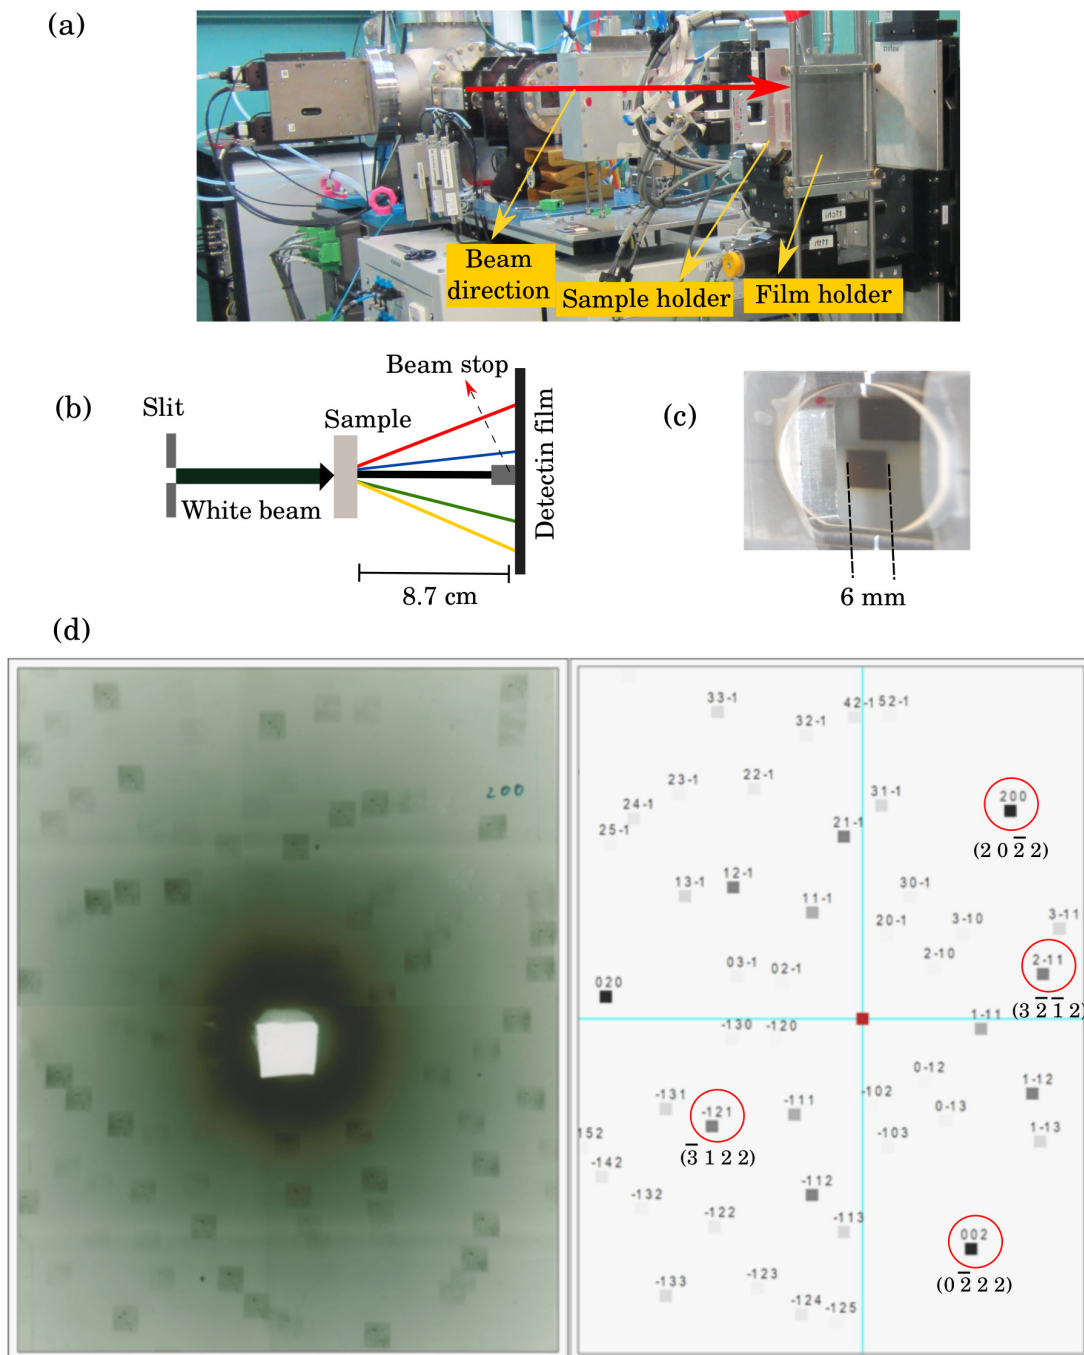 (a)
Beam
direction
Sample holder
Film holder
ttchi
ttth
(b)
Slit
White beam
Sample
Beam stop
Detectin film
8.7 cm
(c)
6 mm
(d)
200
33-1
42-1 52-1
32-1
23-1
22-1
24-1
31-1
200
25-1
21-1
(2 0 2̅ 2)
12-1
13-1
11-1
30-1
20-1
3-10
3-11
03-1
02-1
2-10
2-11
020
(3 2̅ 1̅ 2)
1-11
-130
-120
0-12
-131
-102
1-12
-121
-111
0-13
152
-103
1-13
(3̅ 1 2 2)
-142
-112
-132
-122
-113
002
(0 2̅ 2 2)
-133
-123
-124
-125